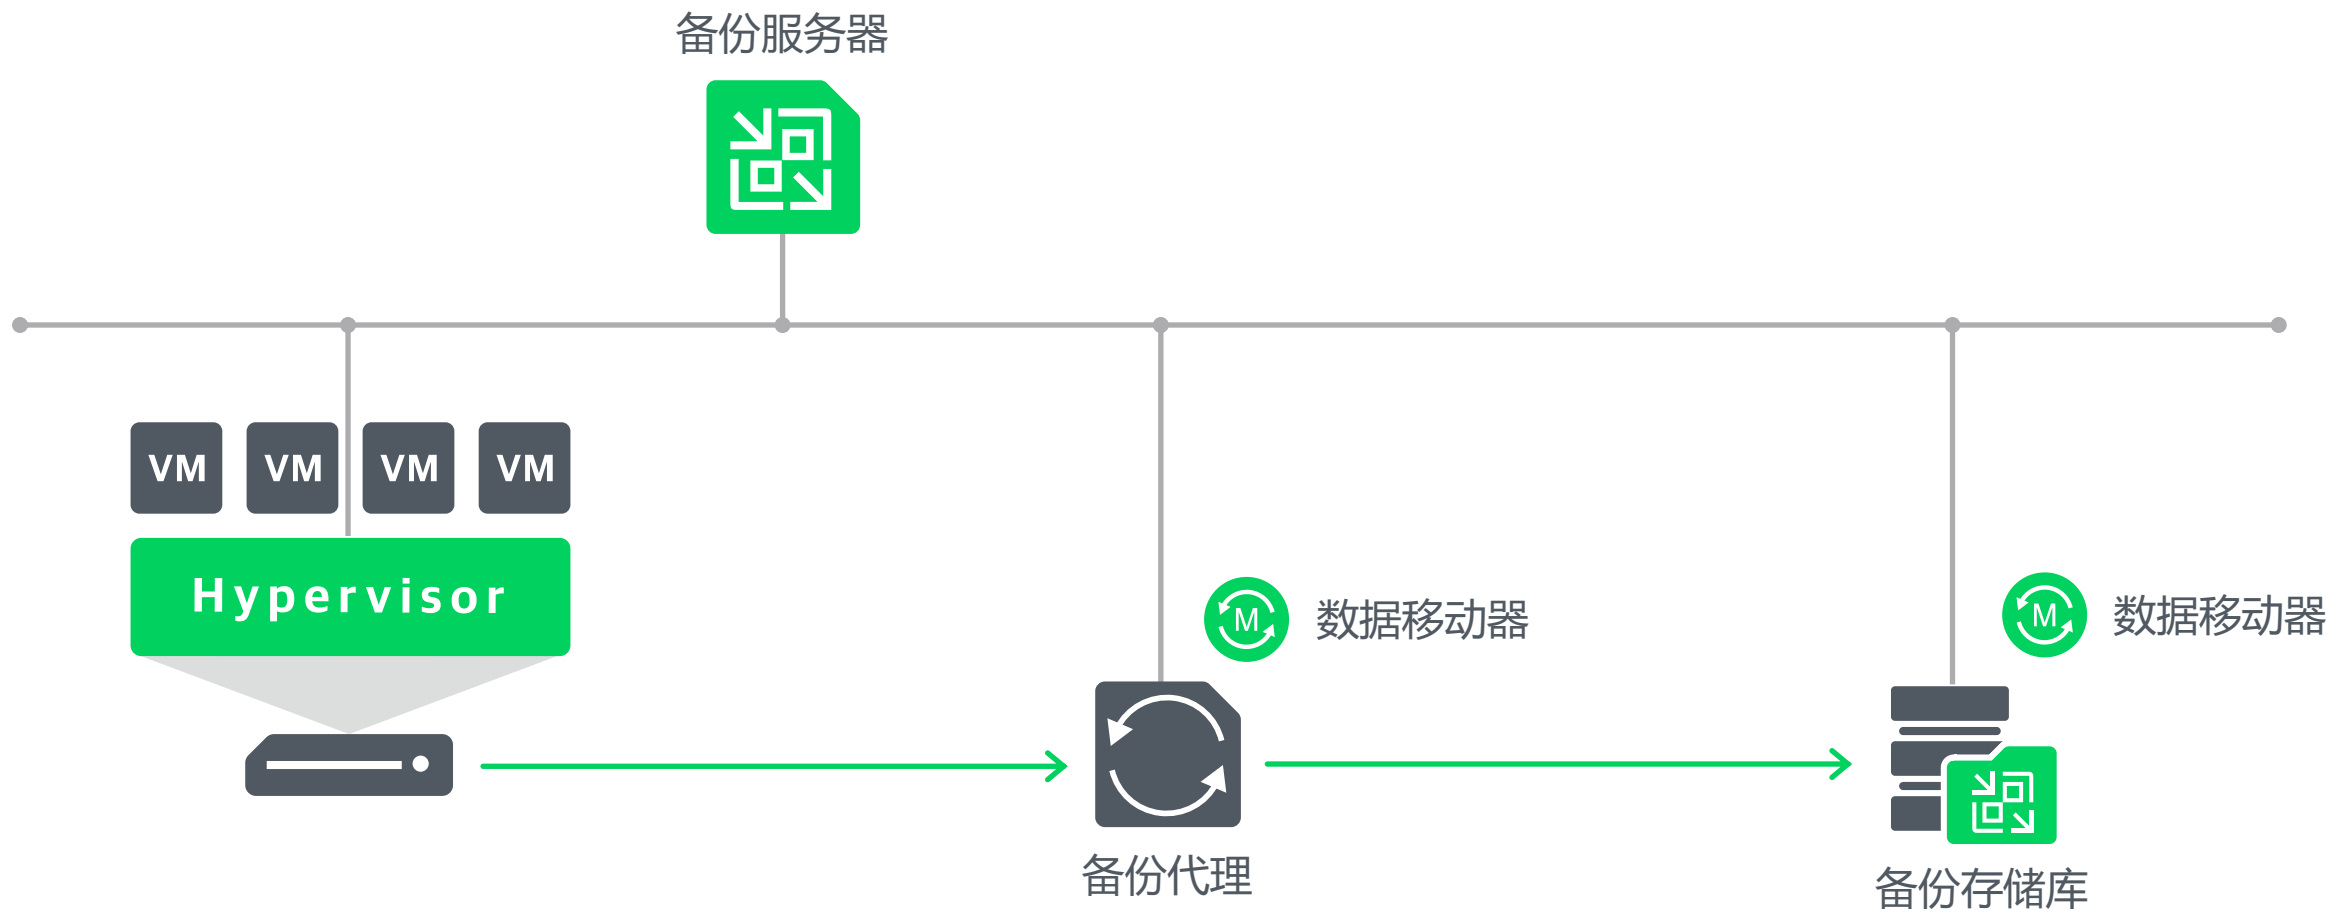 备份服务器
VM VM VM VM
Hypervisor
M 数据移动器
M 数据移动器
备份代理
备份存储库